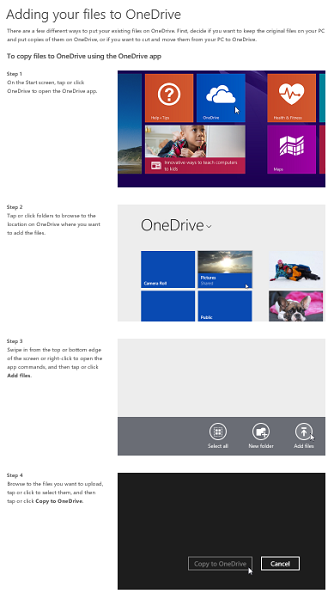 Adding your files to OneDrive
There are a few different ways to put your existing files on OneDrive. First, decide if you want to keep the original files on your PC
and put copies of them on OneDrive, or if you want to cut and move them from your PC to OneDrive.
To copy files to OneDrive using the OneDrive app
Step 1
On the Start screen, tap or click
OneDrive to open the OneDrive app.
Help+Tips
OneDrive
Health & Fitness
Innovative ways to teach computers
to kids
Maps
Step 2
Tap or click folders to browse to the
location on OneDrive where you want
to add the files.
OneDrive
Camera Roll
Pictures
Shared
Public
Step 3
Swipe in from the top or bottom edge
of the screen or right-click to open the
app commands, and then tap or click
Add files.
Select all
New folder
Add files
Step 4
Browse to the files you want to upload,
tap or click to select them, and then
tap or click Copy to OneDrive.
Copy to OneDrive
Cancel